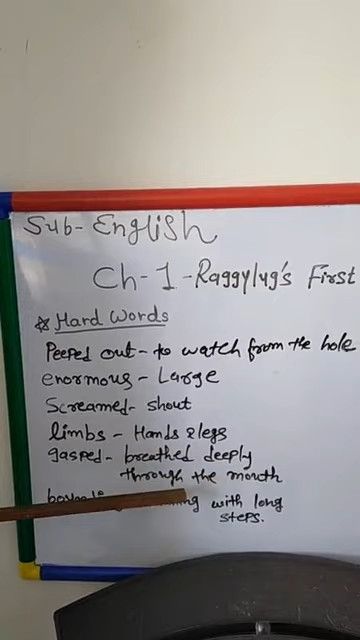 Sub- English
Ch-1-Raggylug's First
☆ Hard Words
Peeped out - to watch from the hole
enormous - Large
Screamed - shout
limbs - Hands & legs
gasped - breathed deeply
through the mouth
with long
steps.